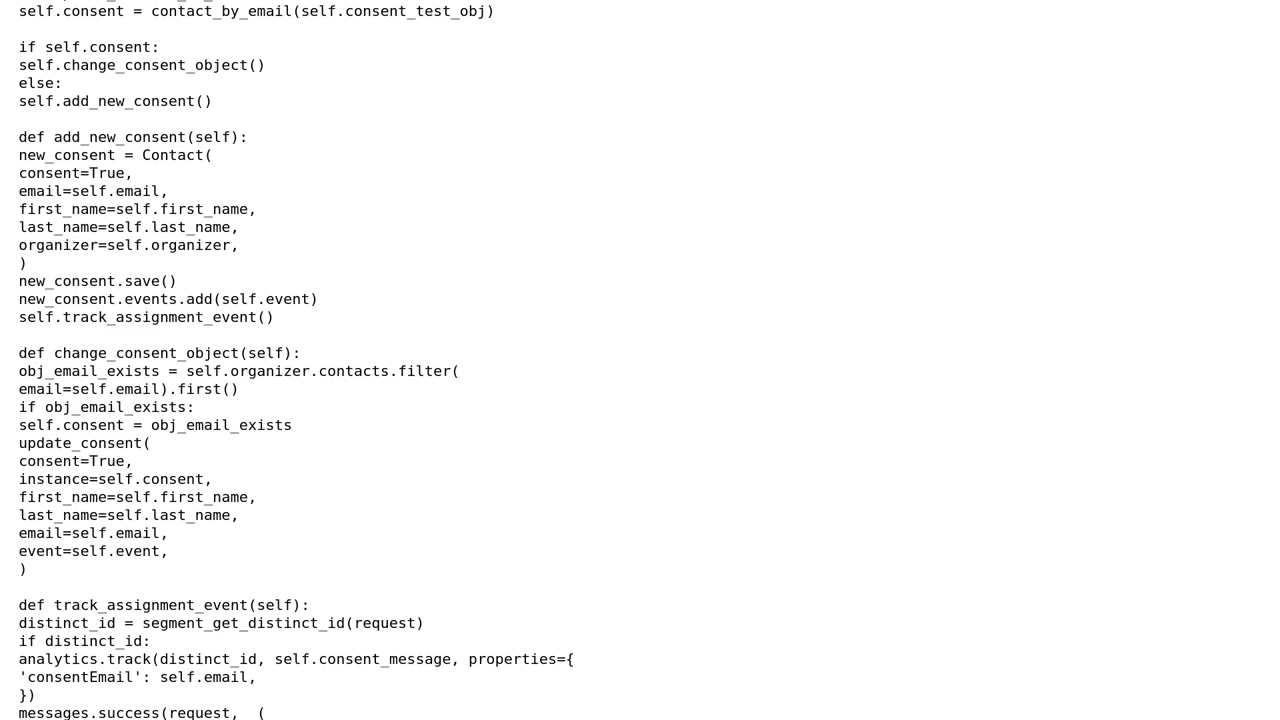 self.consent = contact_by_email(self.consent_test_obj)

if self.consent:
self.change_consent_object()
else:
self.add_new_consent()

def add_new_consent(self):
new_consent = Contact(
consent=True,
email=self.email,
first_name=self.first_name,
last_name=self.last_name,
organizer=self.organizer,
)
new_consent.save()
new_consent.events.add(self.event)
self.track_assignment_event()

def change_consent_object(self):
obj_email_exists = self.organizer.contacts.filter(
email=self.email).first()
if obj_email_exists:
self.consent = obj_email_exists
update_consent(
consent=True,
instance=self.consent,
first_name=self.first_name,
last_name=self.last_name,
email=self.email,
event=self.event,
)

def track_assignment_event(self):
distinct_id = segment_get_distinct_id(request)
if distinct_id:
analytics.track(distinct_id, self.consent_message, properties={
'consentEmail': self.email,
})
messages.success(request,  (